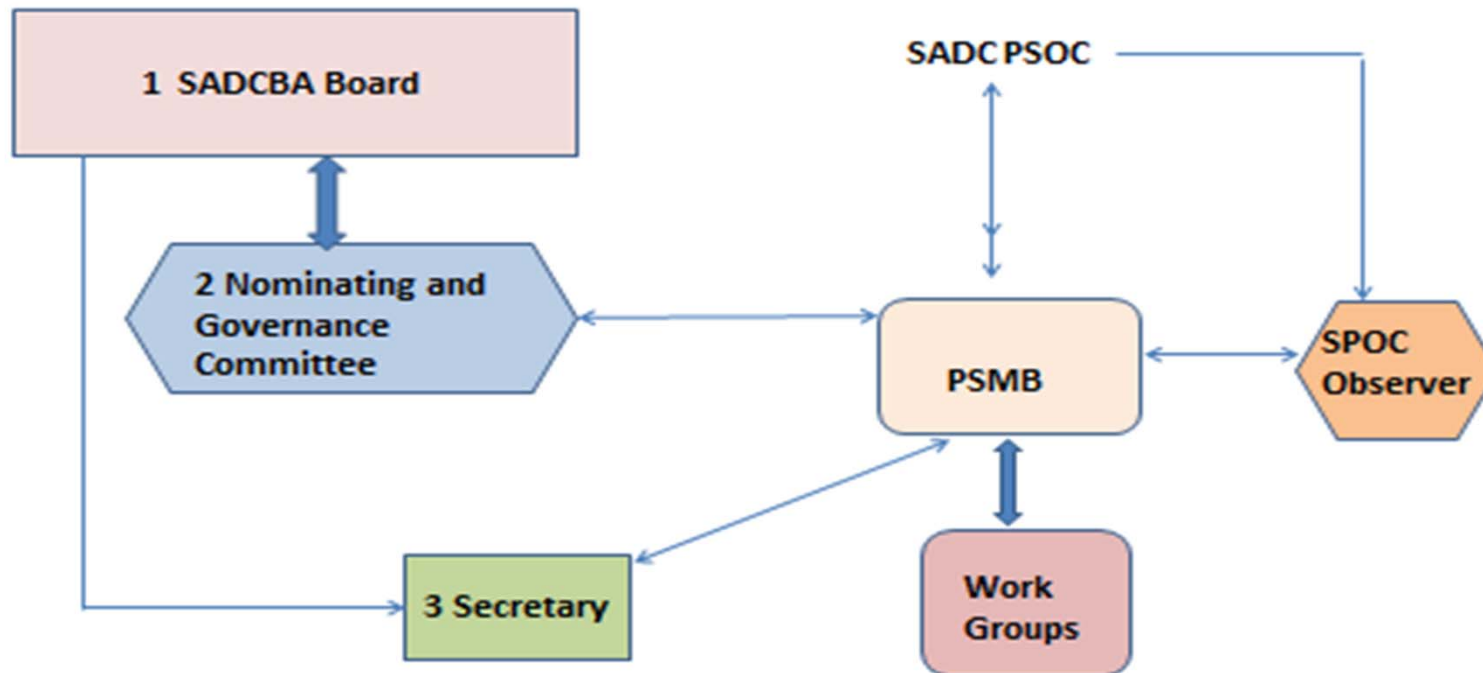 1 SADCBA Board
SADC PSOC
2 Nominating and
Governance
Committee
PSMB
SPOC
Observer
3 Secretary
Work
Groups